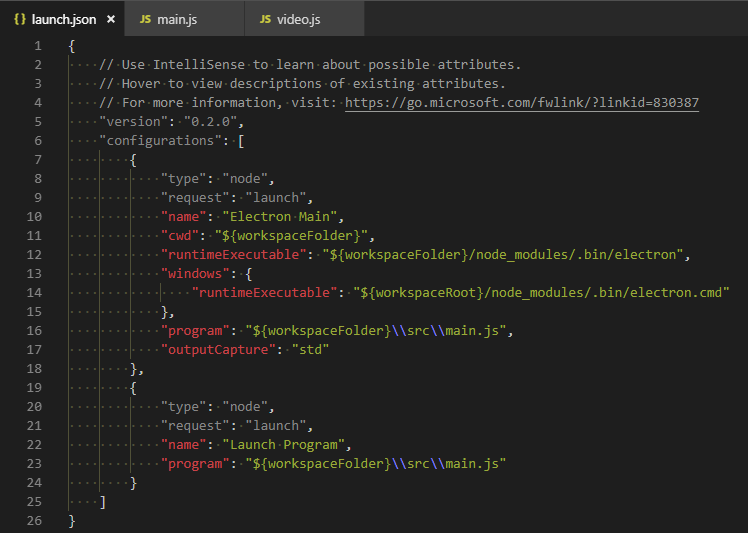 {} launch.json × JS main.js JS video.js
1 {
2 // Use IntelliSense to learn about possible attributes.
3 // Hover to view descriptions of existing attributes.
4 // For more information, visit: https://go.microsoft.com/fwlink/?linkid=830387
5 "version": "0.2.0",
6 "configurations": [
7 {
8 "type": "node",
9 "request": "launch",
10 "name": "Electron Main",
11 "cwd": "${workspaceFolder}",
12 "runtimeExecutable": "${workspaceFolder}/node_modules/.bin/electron",
13 "windows": {
14 "runtimeExecutable": "${workspaceRoot}/node_modules/.bin/electron.cmd"
15 },
16 "program": "${workspaceFolder}\\src\\main.js",
17 "outputCapture": "std"
18 },
19 {
20 "type": "node",
21 "request": "launch",
22 "name": "Launch Program",
23 "program": "${workspaceFolder}\\src\\main.js"
24 }
25 ]
26 }